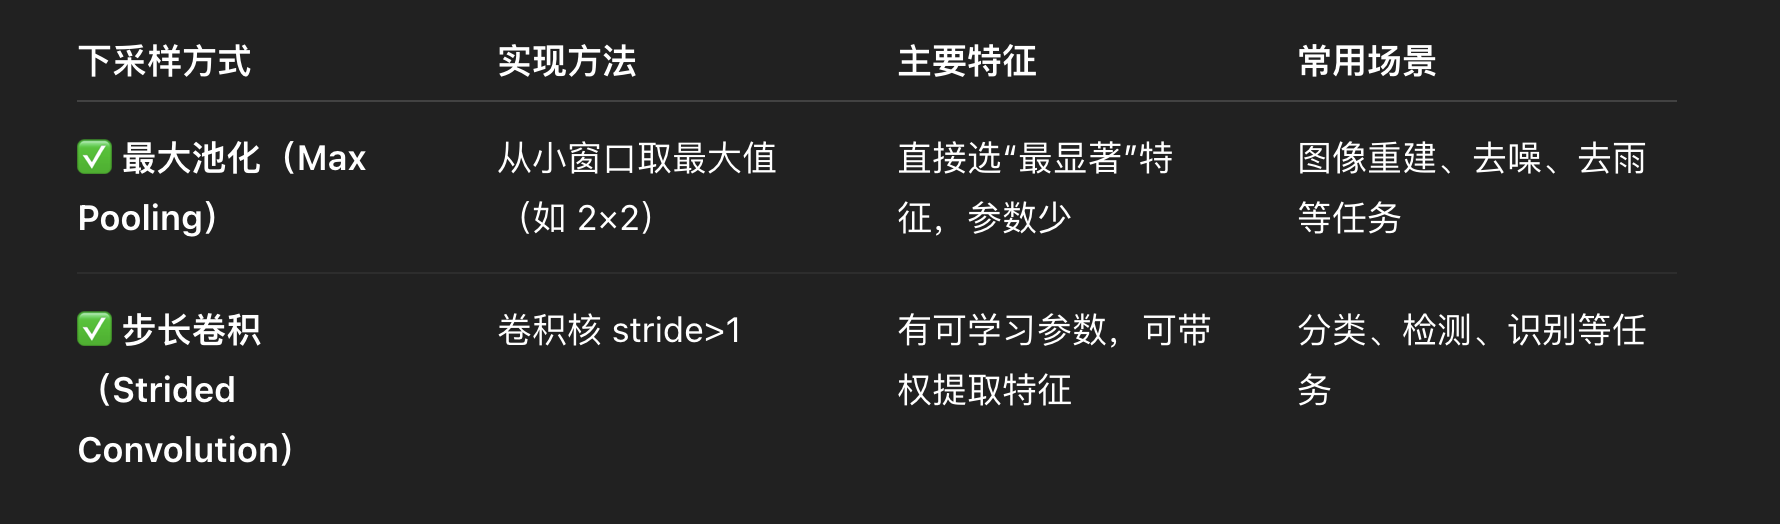 下采样方式 实现方法 主要特征 常用场景
✅ 最大池化（Max 从小窗口取最大值 直接选“最显著”特 图像重建、去噪、去雨
Pooling） （如 2×2） 征，参数少 等任务
✅ 步长卷积 卷积核 stride>1 有可学习参数，可带 分类、检测、识别等任
（Strided 权提取特征 务
Convolution）